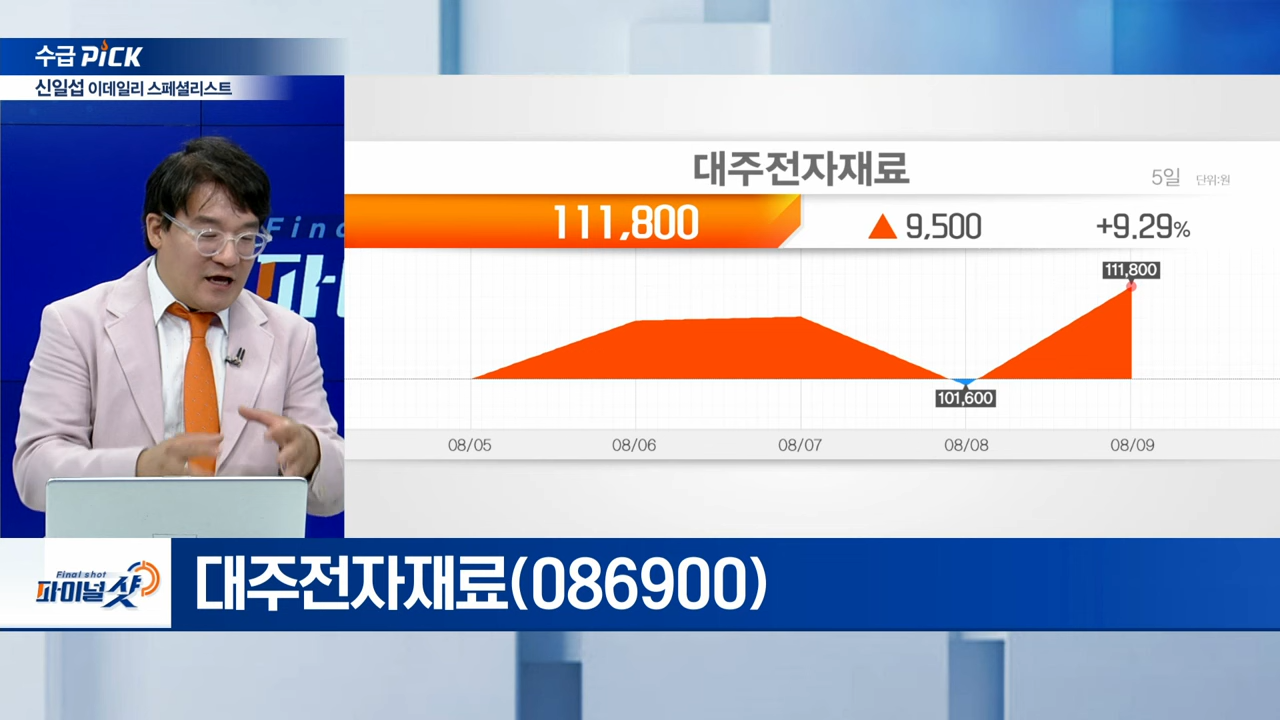 수급 PiCK
신일섭 이데일리 스페셜리스트
Final
파이
대주전자재료
5일 단위:원
111,800 ▲ 9,500 +9.29%
111,800
101,600
08/05 08/06 08/07 08/08 08/09
Final shot
파이널샷
대주전자재료(086900)